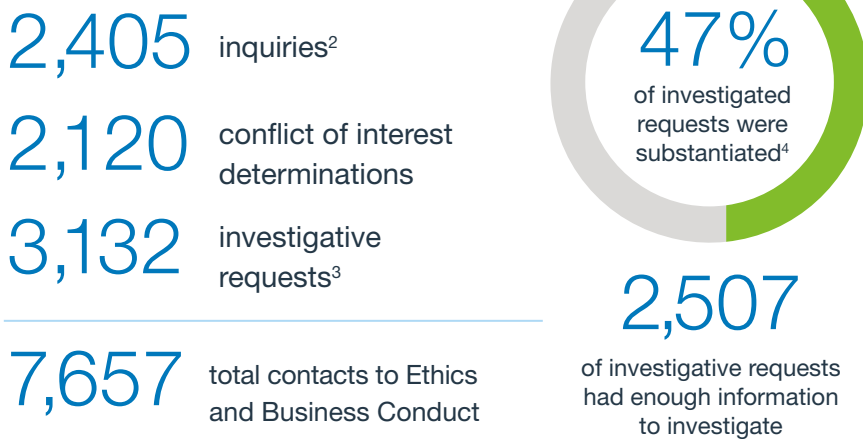 2,405 inquiries²
2,120 conflict of interest
determinations
3,132 investigative
requests³
7,657 total contacts to Ethics
and Business Conduct
47%
of investigated
requests were
substantiated⁴
2,507
of investigative requests
had enough information
to investigate